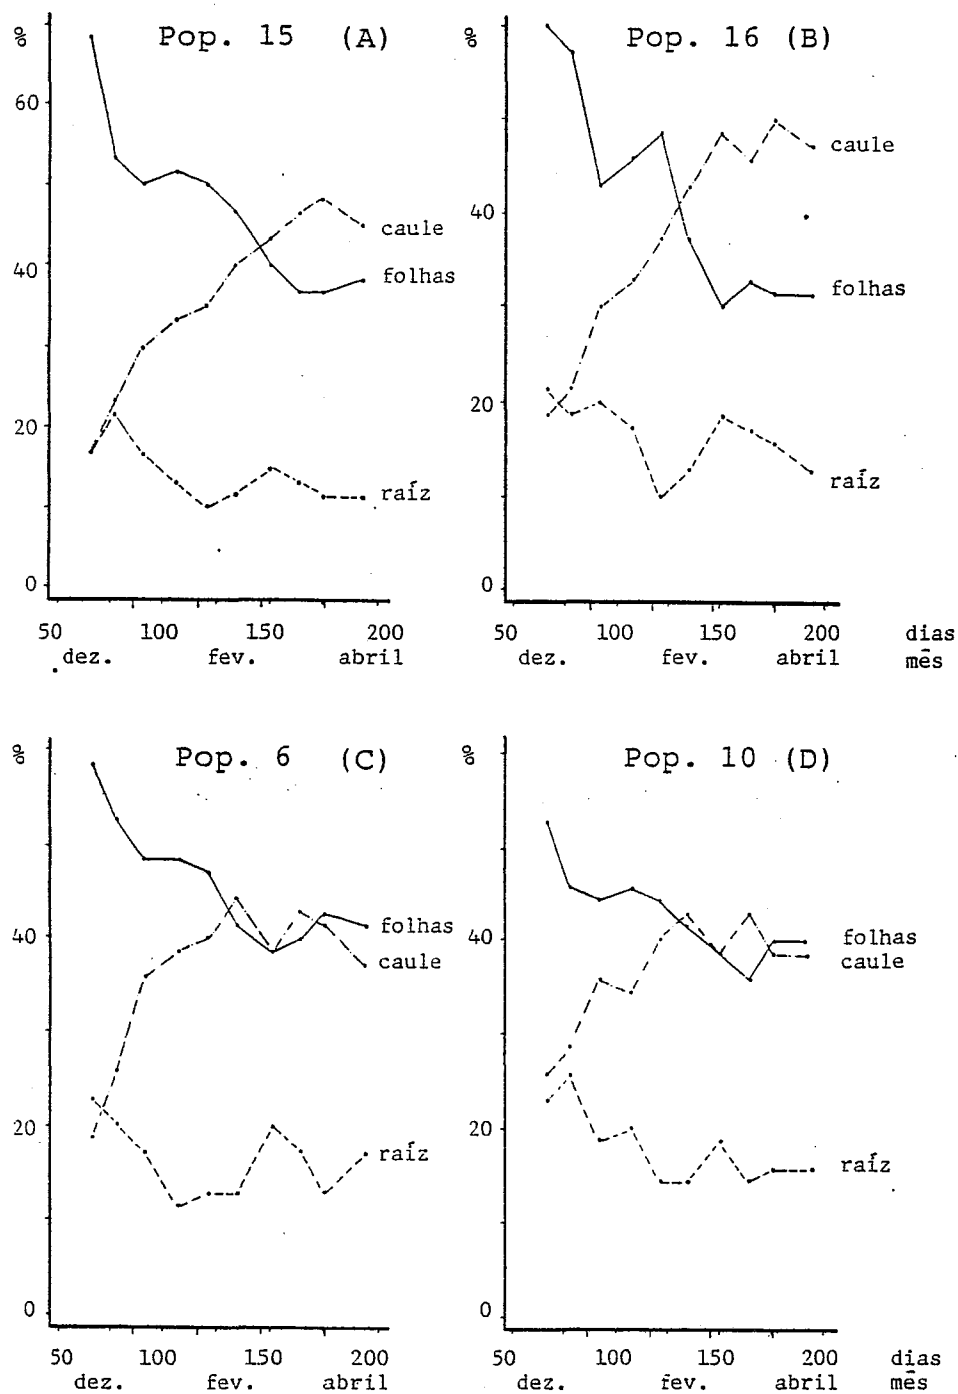 % Pop. 15 (A)
60
40
20
0
caule
folhas
raíz
50 100 150 200
dez. fev. abril
% Pop. 16 (B)
40
20
0
caule
folhas
raíz
50 100 150 200 dias
dez. fev. abril mês
% Pop. 6 (C)
40
20
0
folhas
caule
raíz
50 100 150 200
dez. fev. abril
% Pop. 10 (D)
40
20
0
folhas
caule
raíz
50 100 150 200 dias
dez. fev. abril mês